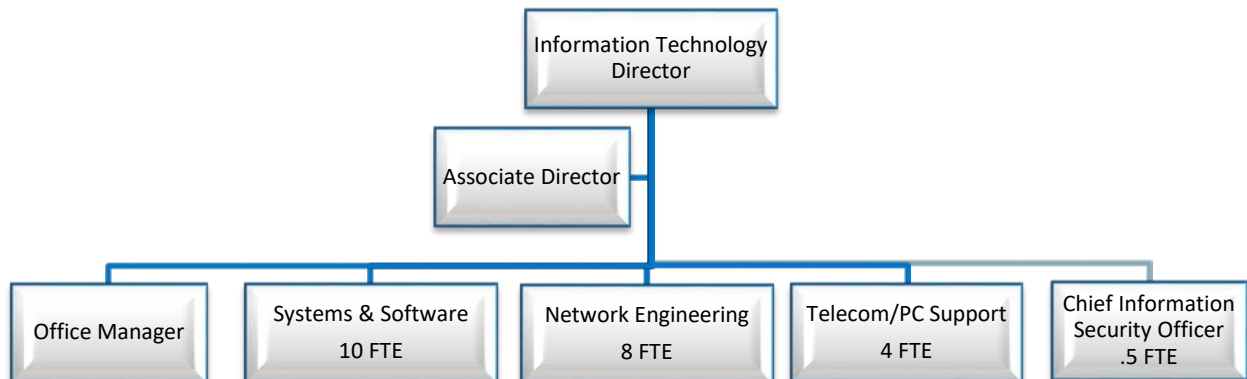 Information Technology
Director
Associate Director
Office Manager
Systems & Software
10 FTE
Network Engineering
8 FTE
Telecom/PC Support
4 FTE
Chief Information
Security Officer
.5 FTE